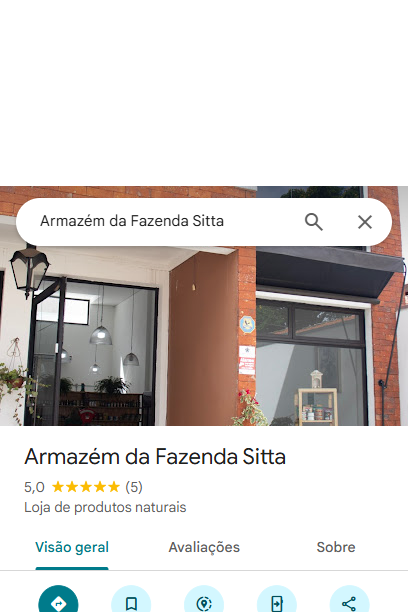 Armazém da Fazenda Sitta
Armazém da Fazenda Sitta
5,0 ★★★★★ (5)
Loja de produtos naturais
Visão geral Avaliações Sobre